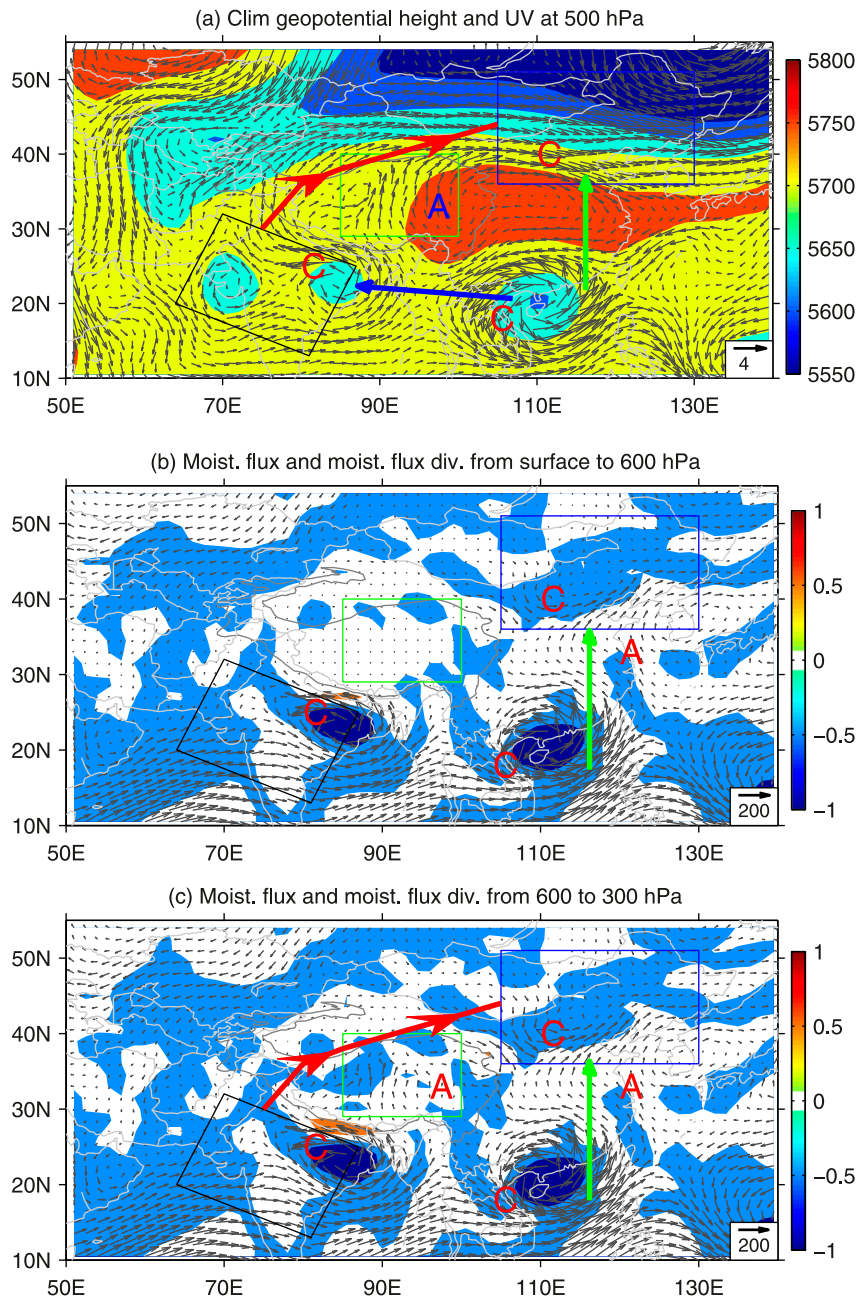 (a) Clim geopotential height and UV at 500 hPa
50N
40N
30N
20N
10N
C
A
C
C
4
50E 70E 90E 110E 130E
5800
5750
5700
5650
5600
5550
(b) Moist. flux and moist. flux div. from surface to 600 hPa
50N
40N
30N
20N
10N
C
A
C
C
200
50E 70E 90E 110E 130E
1
0.5
0
−0.5
−1
(c) Moist. flux and moist. flux div. from 600 to 300 hPa
50N
40N
30N
20N
10N
C
A A
C
C
200
50E 70E 90E 110E 130E
1
0.5
0
−0.5
−1